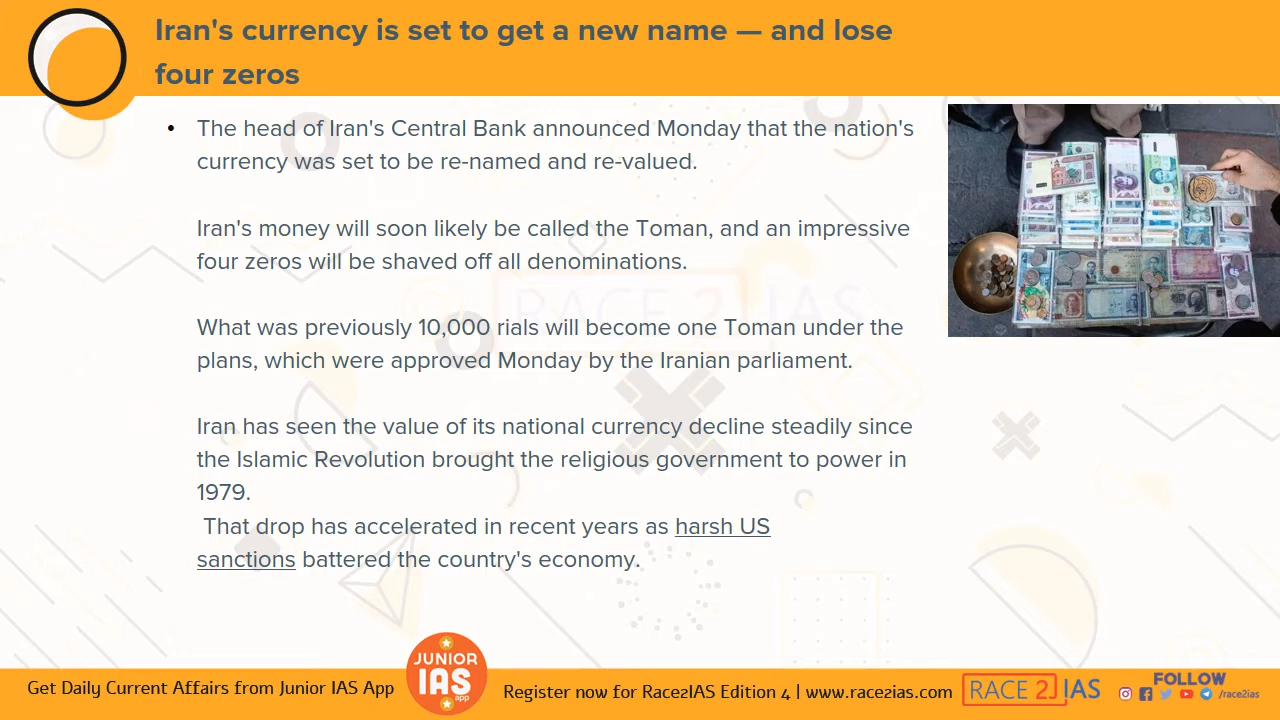 Iran's currency is set to get a new name — and lose
four zeros
• The head of Iran's Central Bank announced Monday that the nation's
currency was set to be re-named and re-valued.
Iran's money will soon likely be called the Toman, and an impressive
four zeros will be shaved off all denominations.
What was previously 10,000 rials will become one Toman under the
plans, which were approved Monday by the Iranian parliament.
Iran has seen the value of its national currency decline steadily since
the Islamic Revolution brought the religious government to power in
1979.
That drop has accelerated in recent years as harsh US
sanctions battered the country's economy.
RACE 2 IAS
Get Daily Current Affairs from Junior IAS App
JUNIOR
IAS
app
Register now for Race2IAS Edition 4 | www.race2ias.com
RACE 2 IAS
FOLLOW
/race2ias